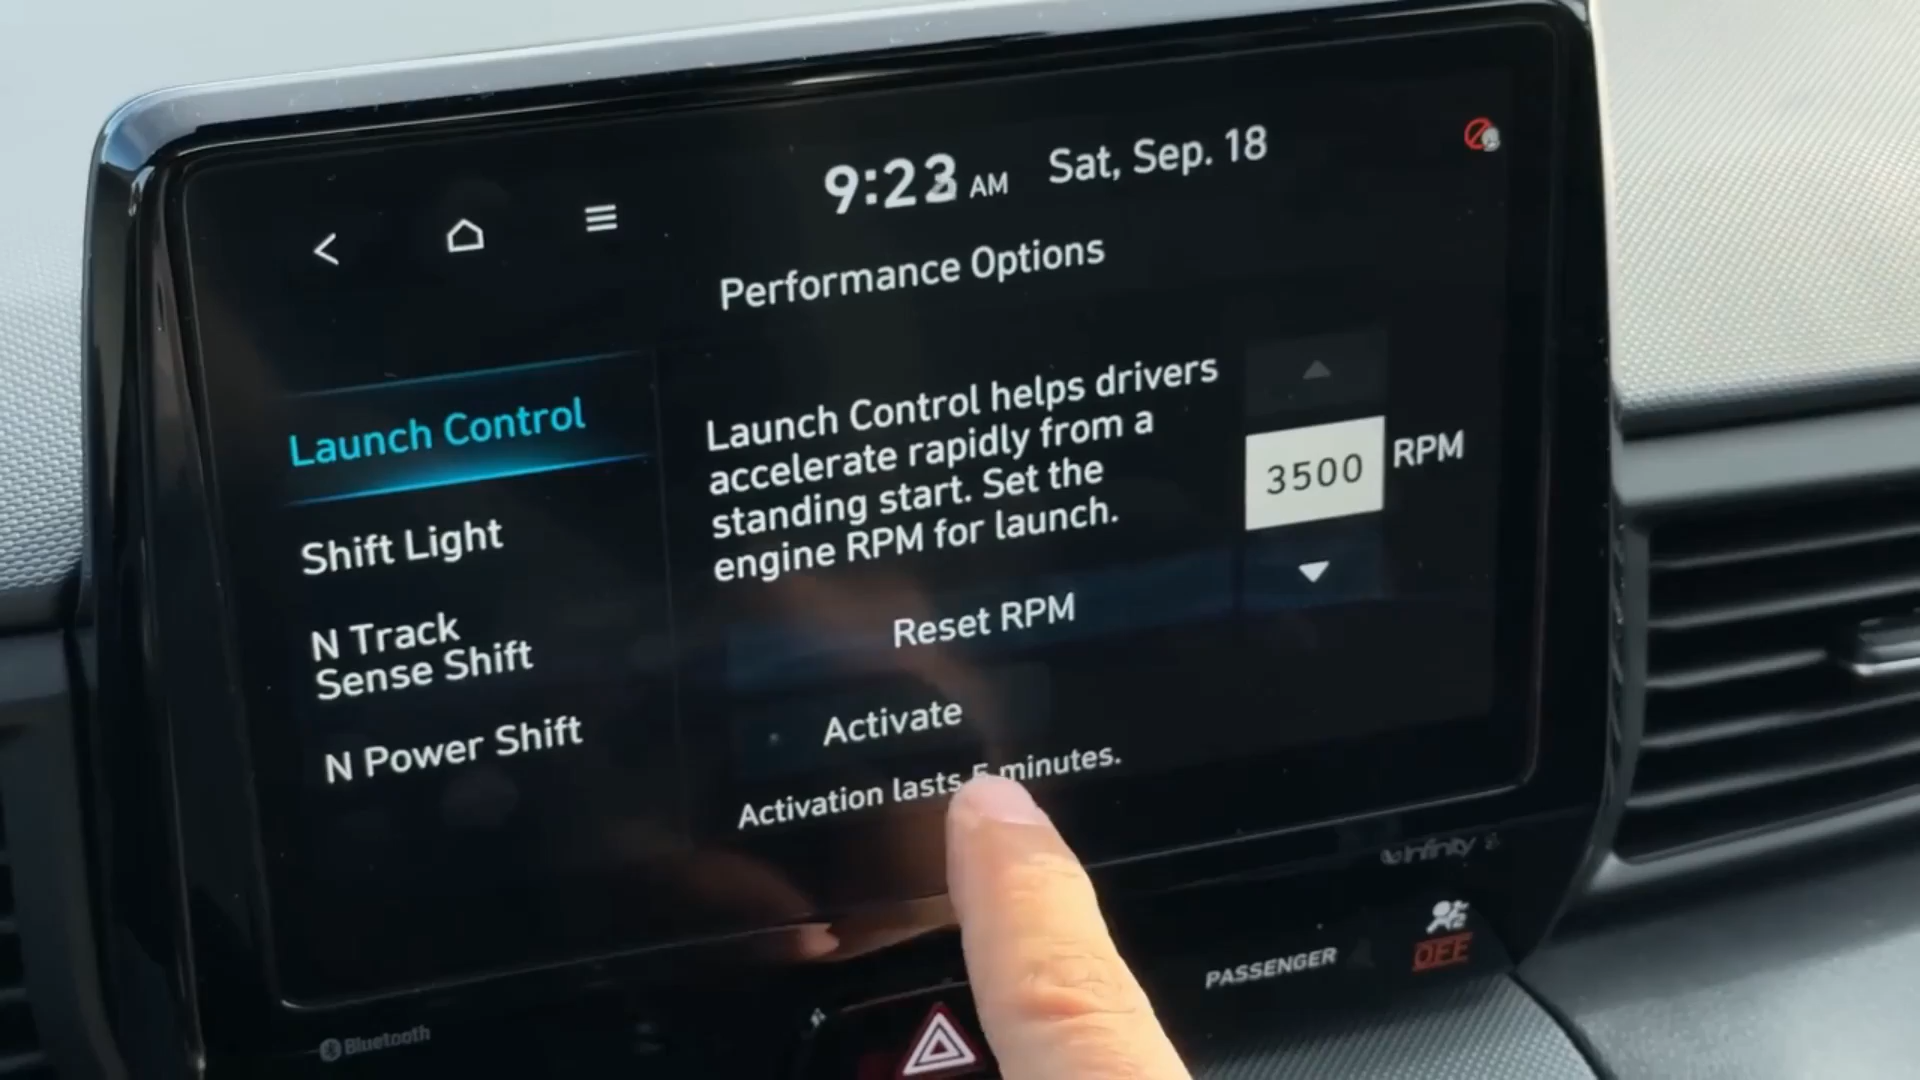 9:23 AM Sat, Sep. 18
Performance Options
Launch Control
Shift Light
N Track
Sense Shift
N Power Shift
Launch Control helps drivers
accelerate rapidly from a
standing start. Set the
engine RPM for launch.
3500 RPM
Reset RPM
Activate
Activation lasts 5 minutes.
infinity
PASSENGER
OFF
Bluetooth